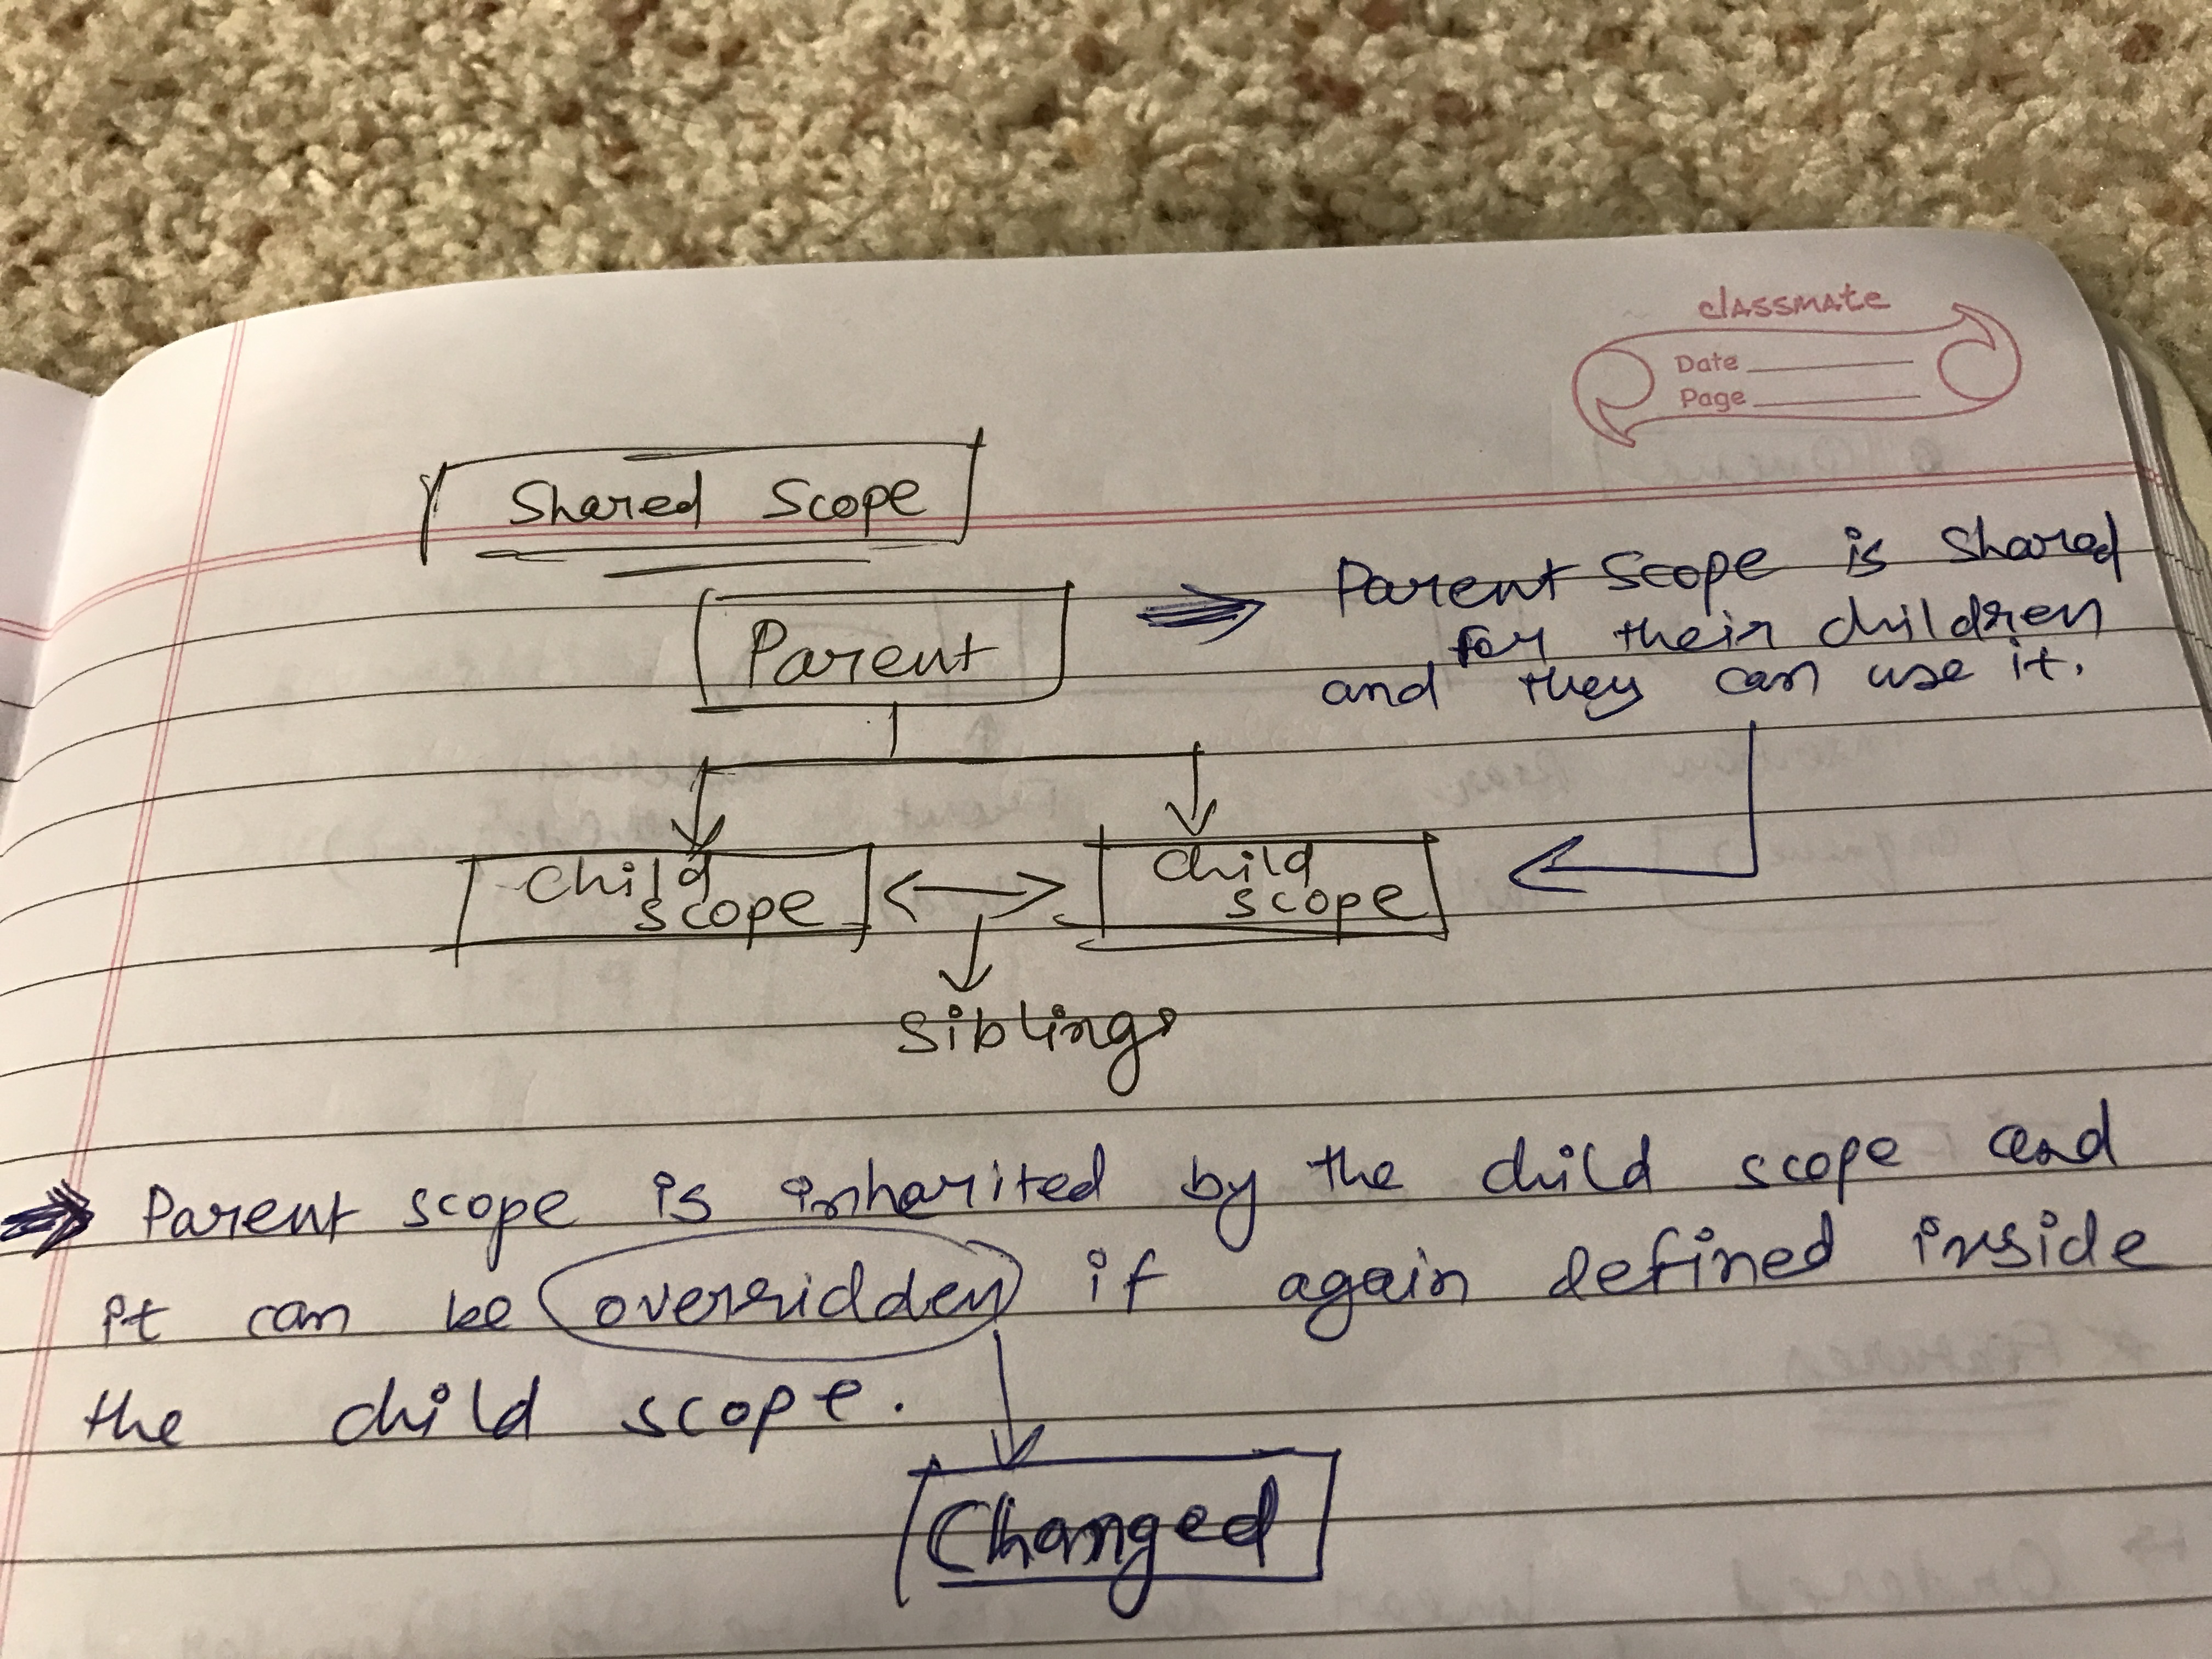 classmate
Date
Page
Shared Scope
Parent
Parent Scope is Shared
for their children
and they can use it.
Child
scope
Child
scope
Siblings
Parent scope is inherited by the child scope and
it can be overridden if again defined inside
the child scope.
Changed